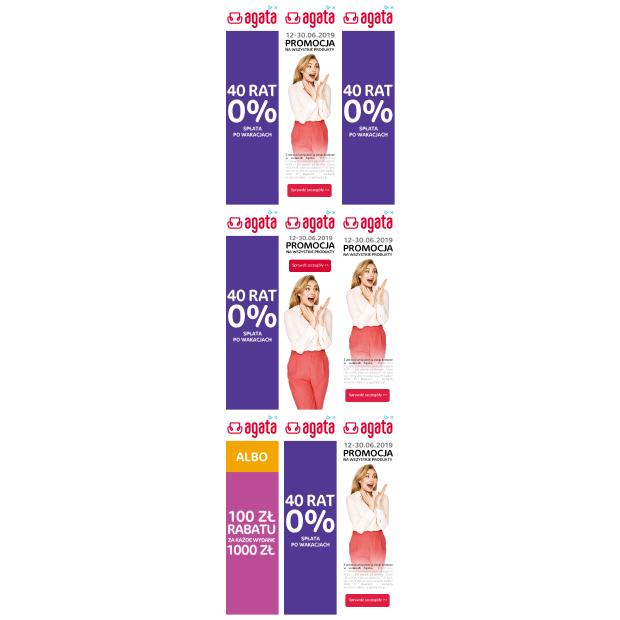 agata
40 RAT
0%
SPŁATA
PO WAKACJACH
agata
12-30.06.2019
PROMOCJA
NA WSZYSTKIE PRODUKTY
Sprawdź szczegóły >>
agata
40 RAT
0%
SPŁATA
PO WAKACJACH
agata
40 RAT
0%
SPŁATA
PO WAKACJACH
agata
12-30.06.2019
PROMOCJA
NA WSZYSTKIE PRODUKTY
Sprawdź szczegóły >>
agata
12-30.06.2019
PROMOCJA
NA WSZYSTKIE PRODUKTY
Sprawdź szczegóły >>
agata
ALBO
100 ZŁ
RABATU
ZA KAŻDE WYDANE
1000 ZŁ
agata
40 RAT
0%
SPŁATA
PO WAKACJACH
agata
12-30.06.2019
PROMOCJA
NA WSZYSTKIE PRODUKTY
Sprawdź szczegóły >>